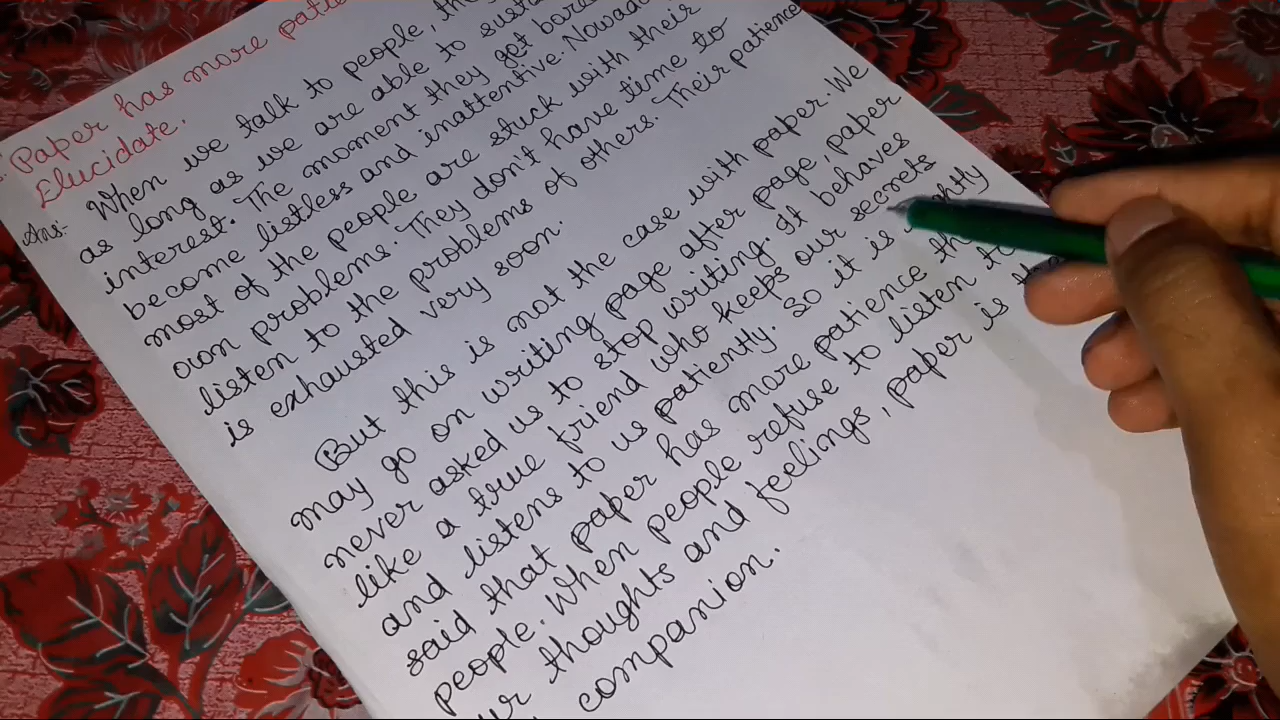 "Paper has more patie
Elucidate.
Ans:- When we talk to people, the
as long as we are able to susta
interest. The moment they get bore
become listless and inattentive. Nowad
most of the people are stuck with their
own problems. They don't have time to
listen to the problems of others. Their patience
is exhausted very soon.
But this is not the case with paper. We
may go on writing page after page, paper
never asked us to stop writing. It behaves
like a true friend who keeps our secrets
and listens to us patiently. So it is
said that paper has more patience tha
people. When people refuse to listen to
ur thoughts and feelings, paper is
companion.